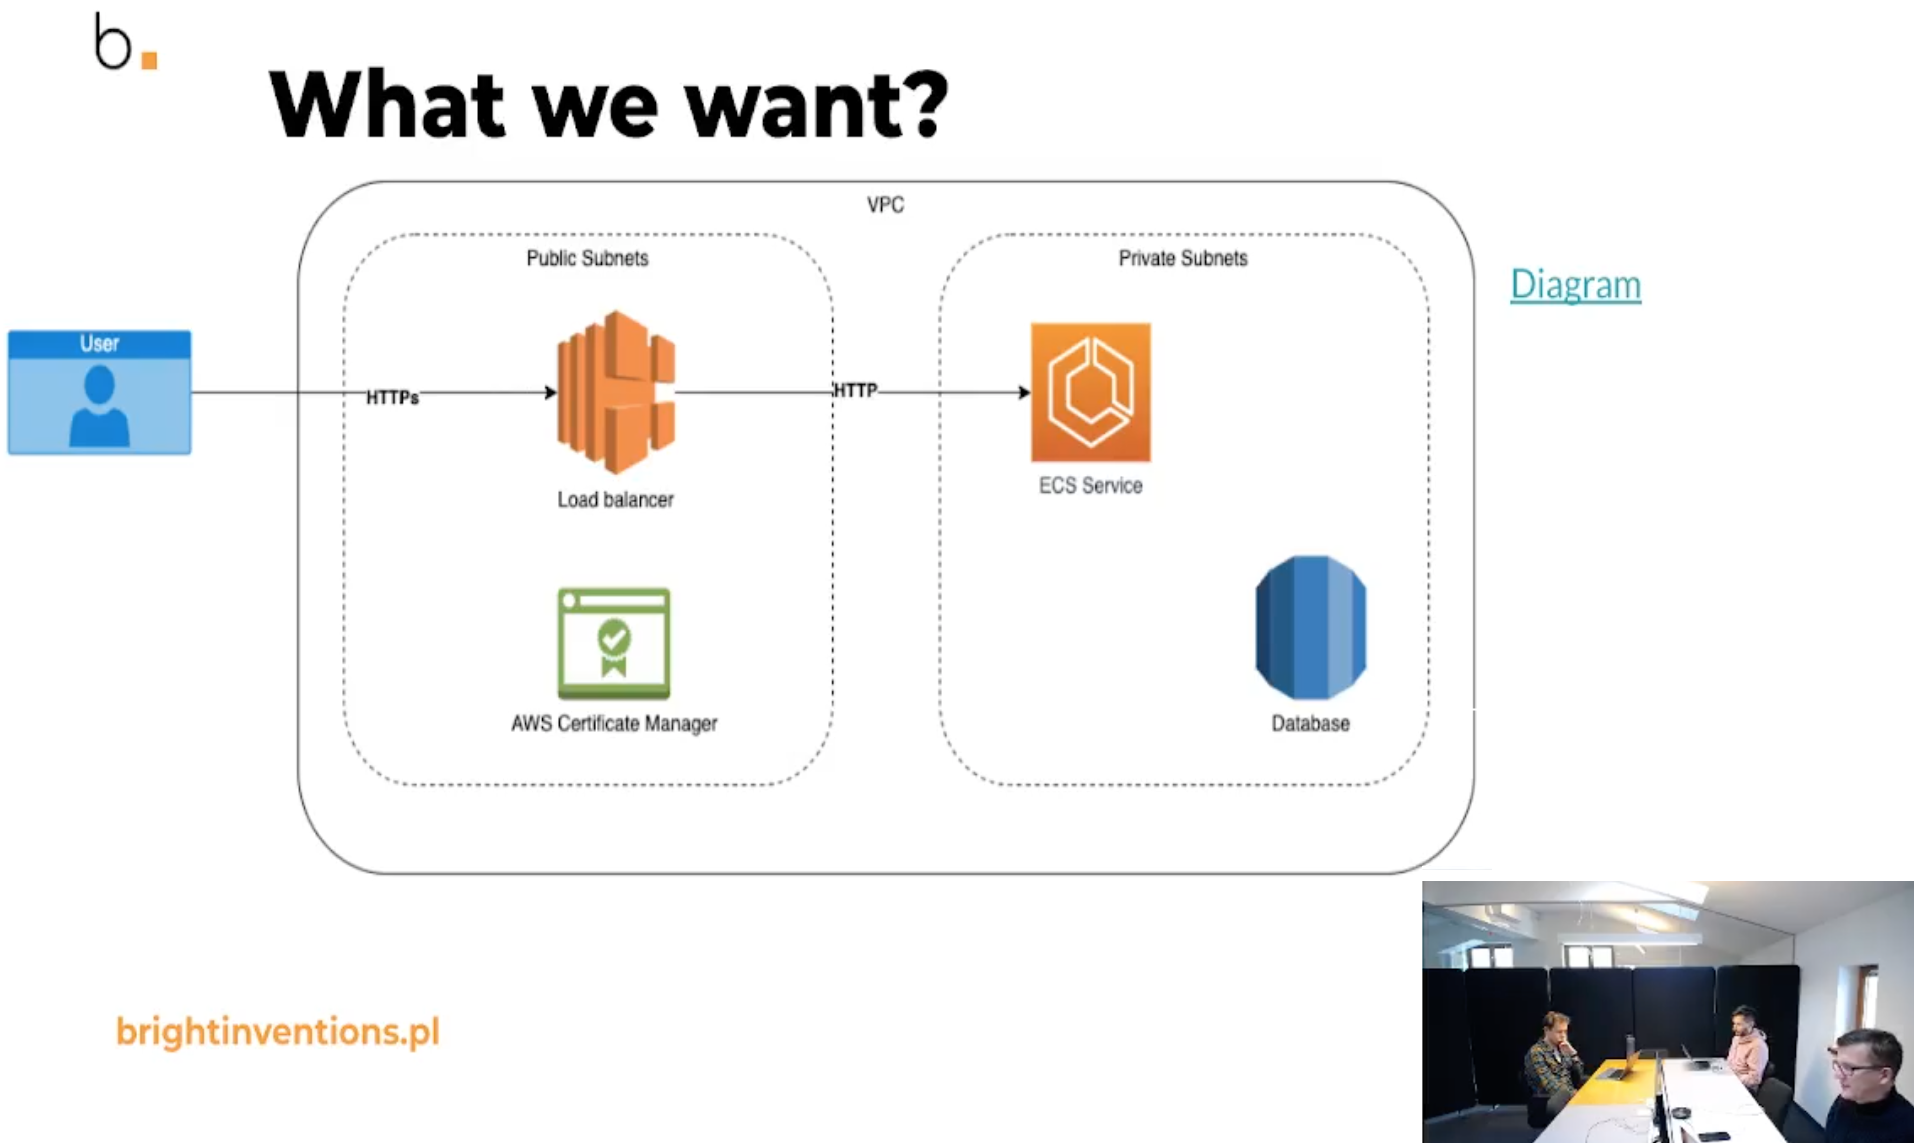 b.
What we want?
VPC
Public Subnets
Private Subnets
Diagram
User
HTTPs
HTTP
Load balancer
ECS Service
AWS Certificate Manager
Database
brightinventions.pl